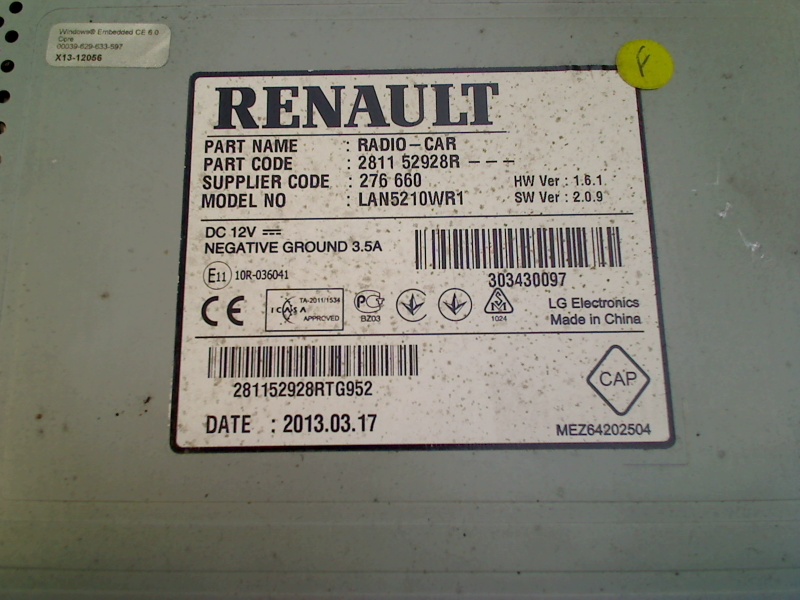 Windows® Embedded CE 6.0
Core
00039-629-633-597
X13-12056
F
RENAULT
PART NAME : RADIO-CAR
PART CODE : 2811 52928R - - -
SUPPLIER CODE : 276 660
HW Ver : 1.6.1
MODEL NO : LAN5210WR1
SW Ver : 2.0.9
DC 12V
NEGATIVE GROUND 3.5A
303430097
E11 10R-036041
CE
ICASA
TA-2011/1534
APPROVED
PC
BZ03
1024
LG Electronics
Made in China
281152928RTG952
CAP
DATE : 2013.03.17
MEZ64202504